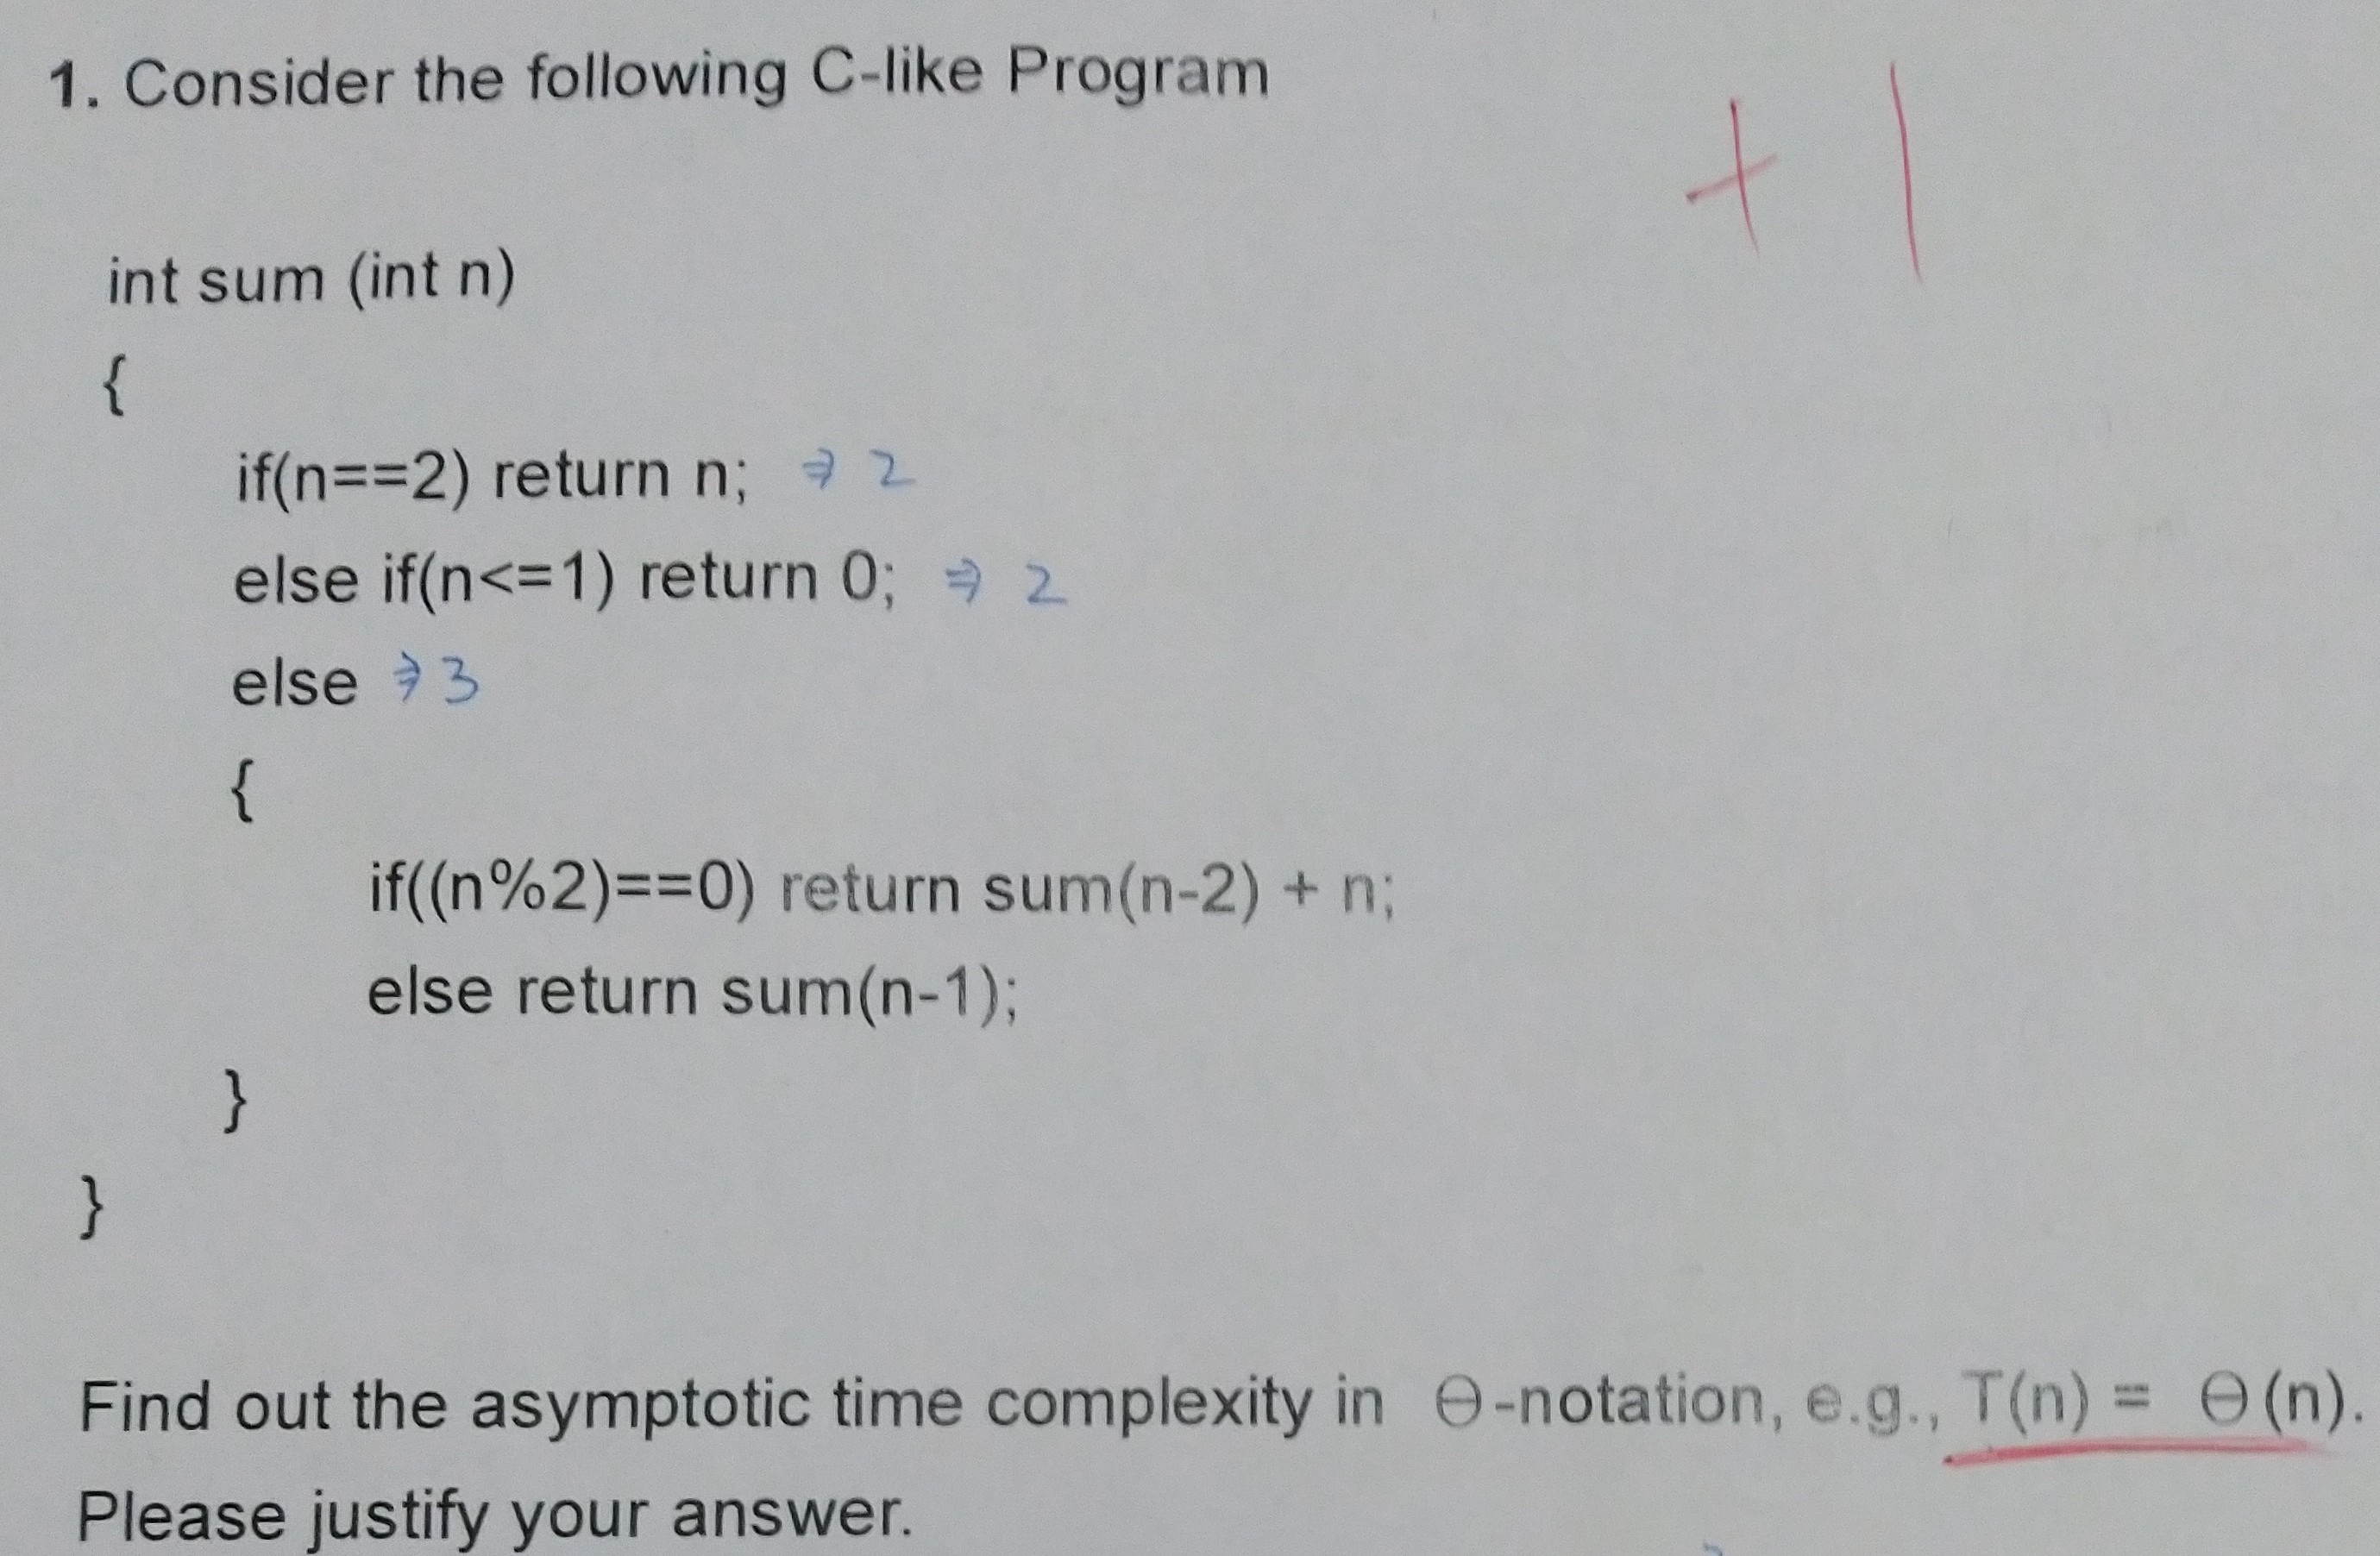 1. Consider the following C-like Program
+1
int sum (int n)
{
if(n==2) return n; ⇒ 2
else if(n<=1) return 0; ⇒ 2
else ⇒ 3
{
if((n%2)==0) return sum(n-2) + n;
else return sum(n-1);
}
}
Find out the asymptotic time complexity in Θ-notation, e.g., T(n) = Θ(n).
Please justify your answer.